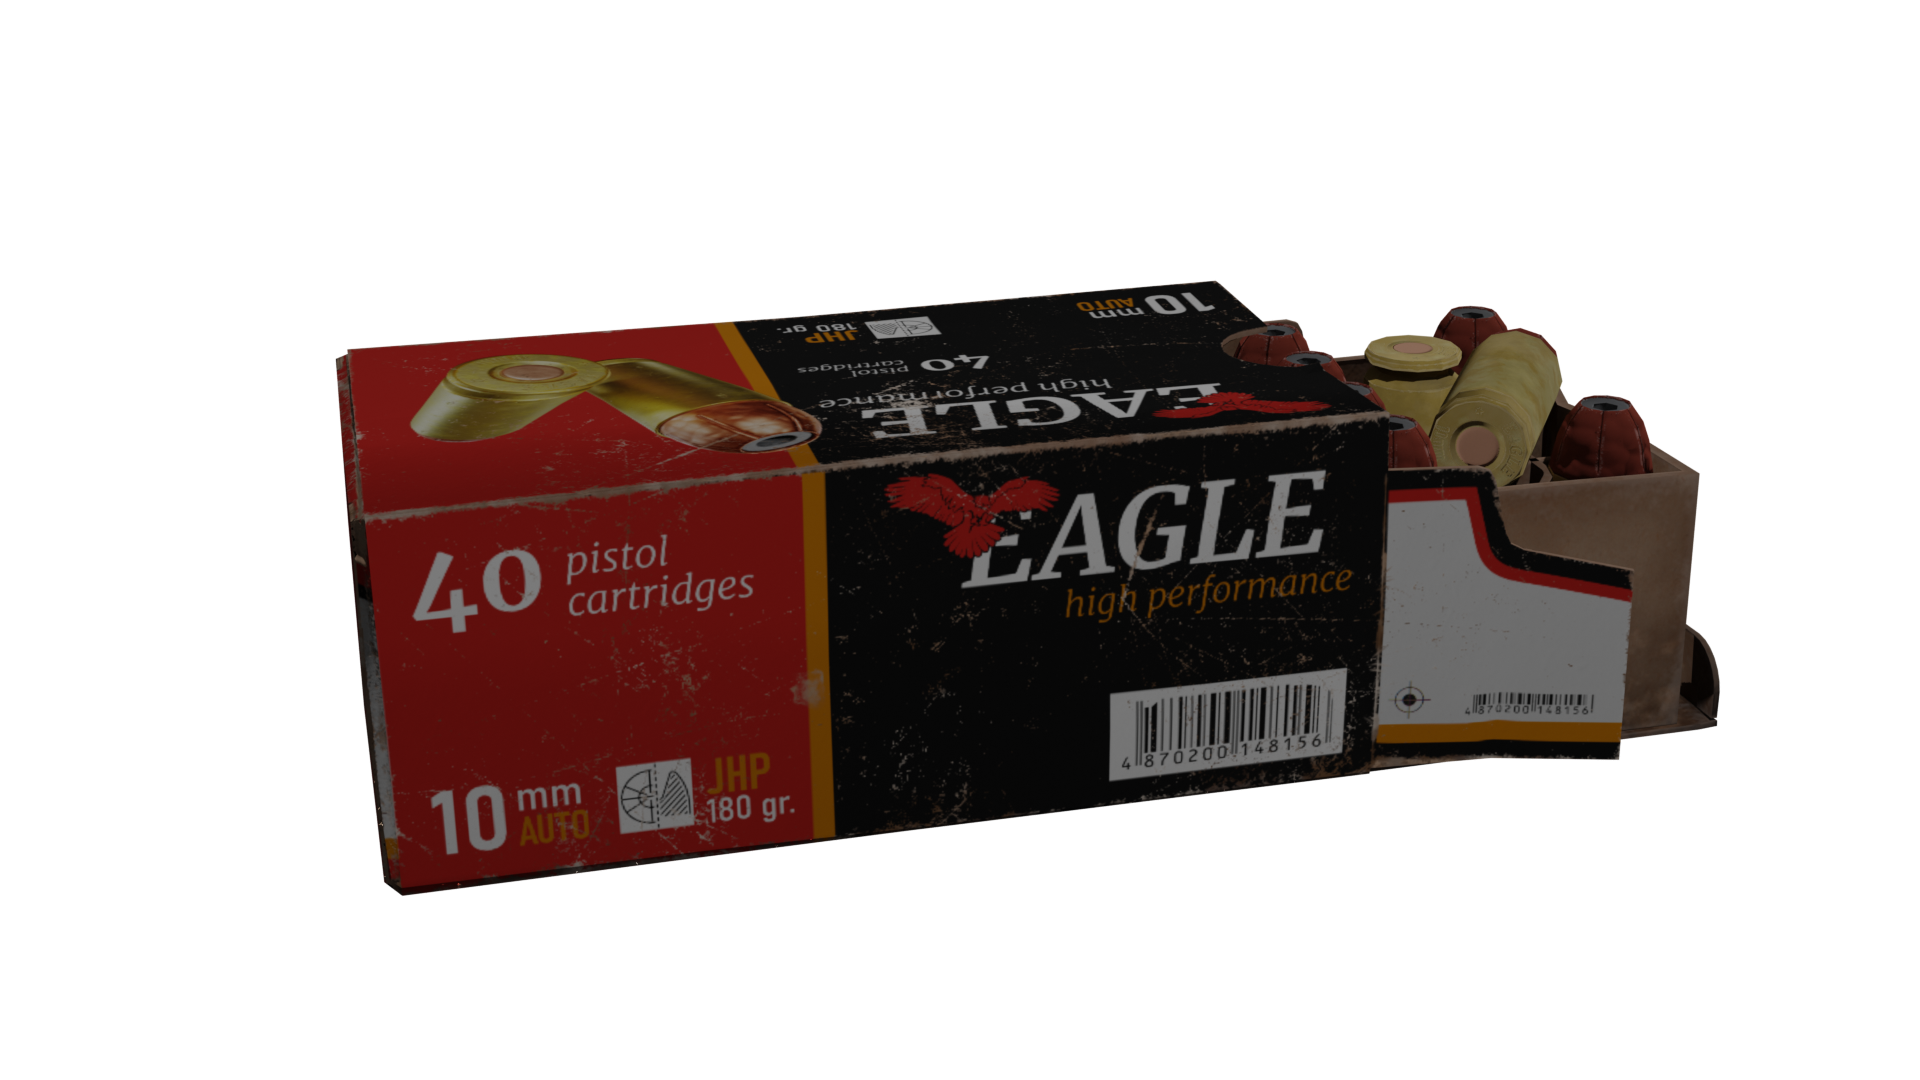 10 mm
AUTO
JHP
180 gr.
40 pistol
cartridges
EAGLE
high performance
40 pistol
cartridges
EAGLE
high performance
10 mm
AUTO
JHP
180 gr.
4 870200 148156
4 870200 148156